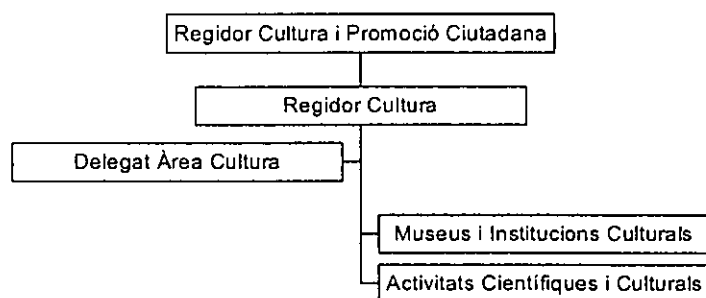 Regidor Cultura i Promoció Ciutadana
Regidor Cultura
Delegat Àrea Cultura
Museus i Institucions Culturals
Activitats Científiques i Culturals